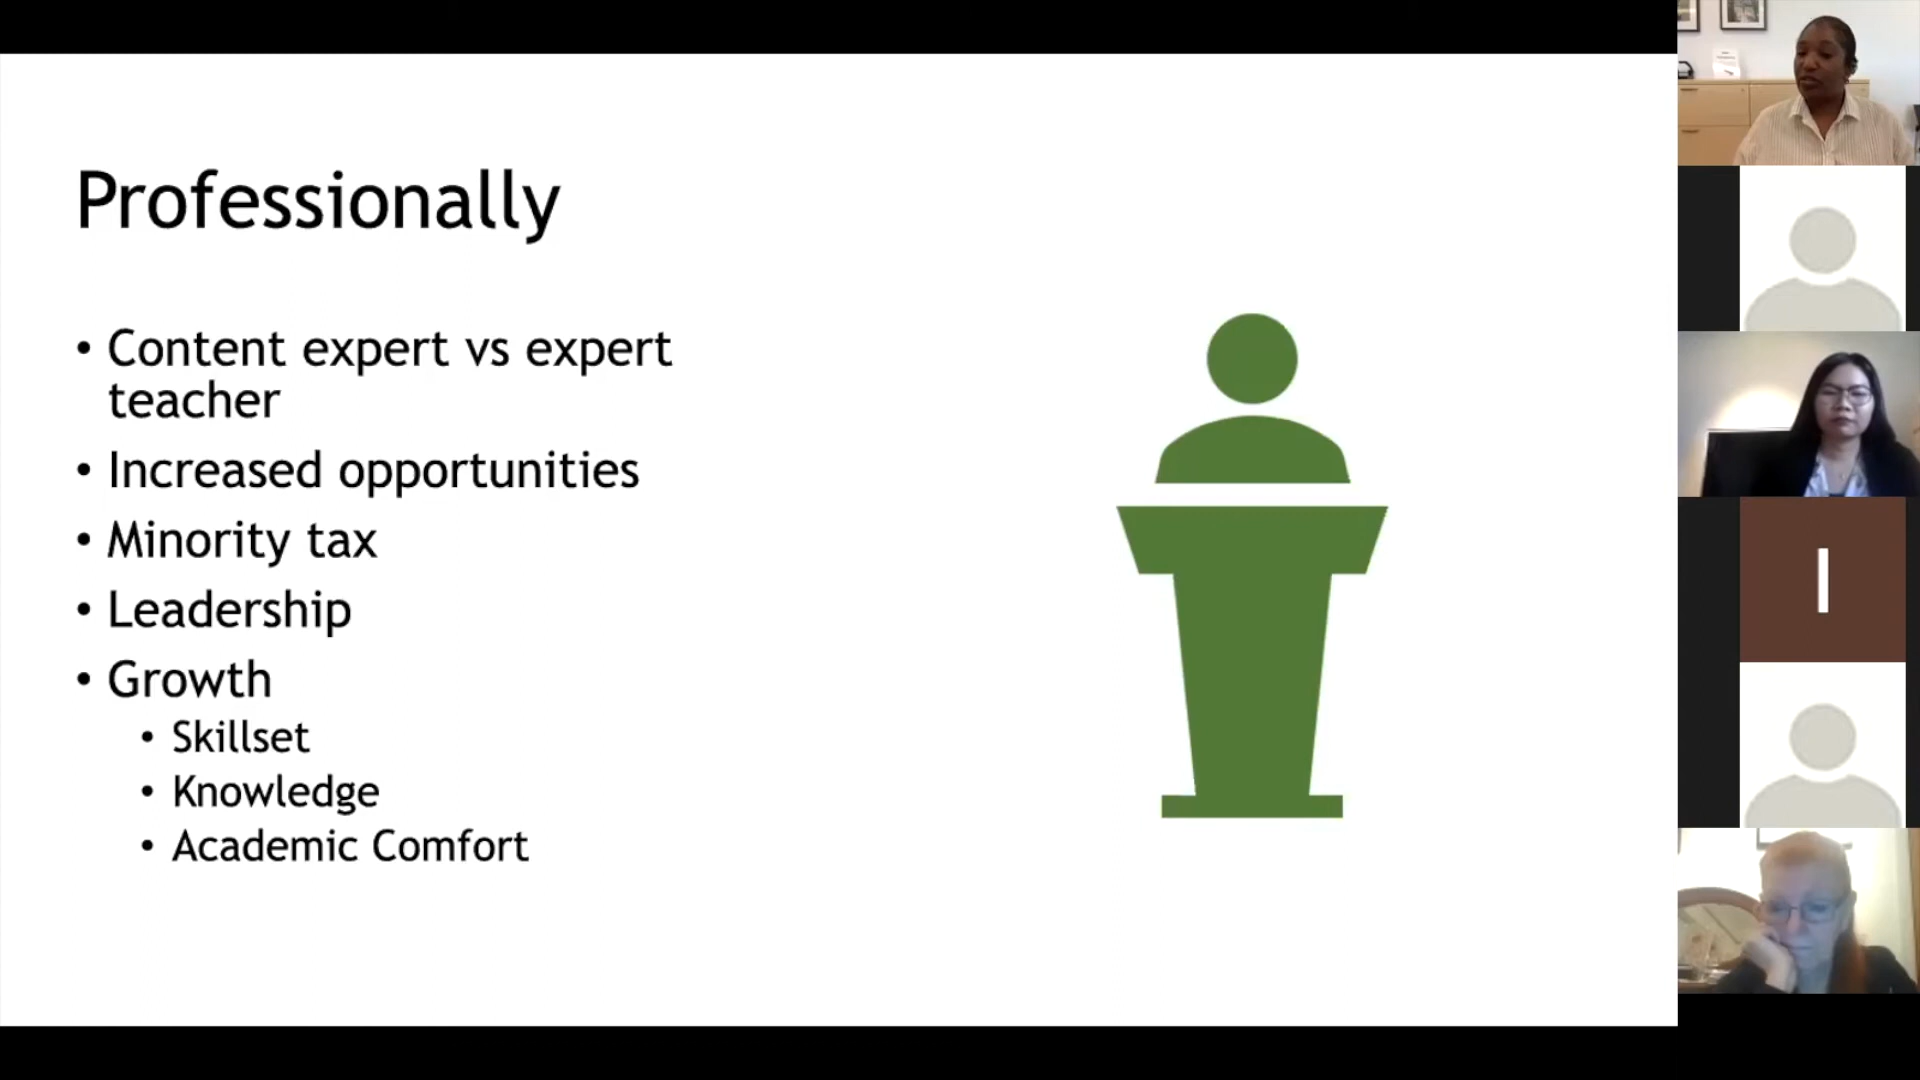 Professionally
• Content expert vs expert
teacher
• Increased opportunities
• Minority tax
• Leadership
• Growth
• Skillset
• Knowledge
• Academic Comfort
I